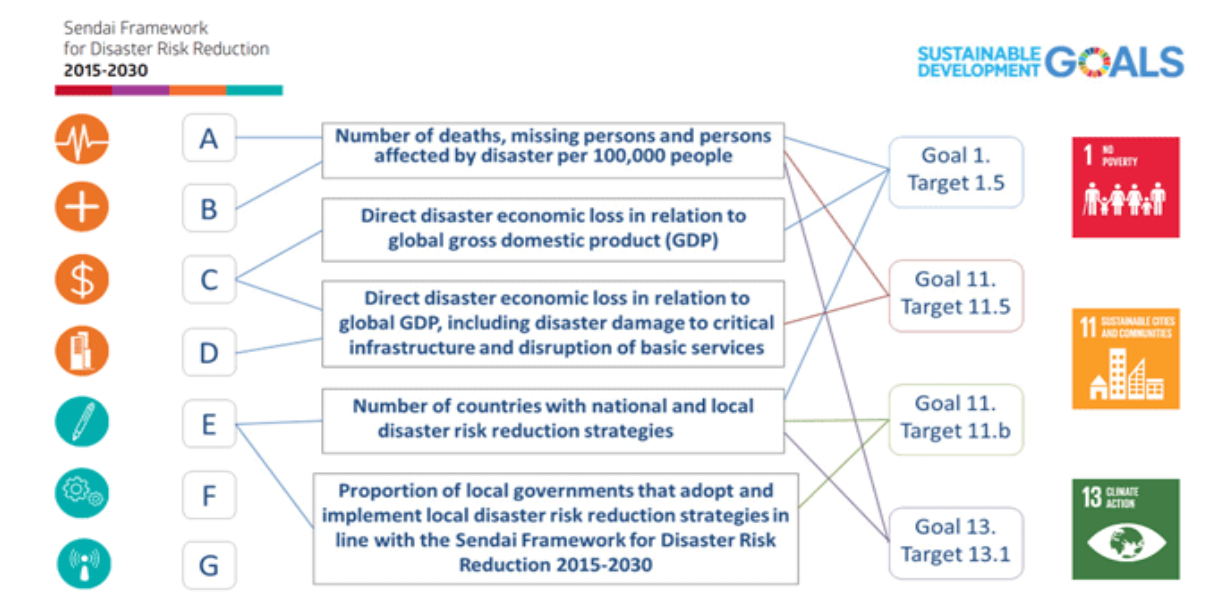 Sendai Framework
for Disaster Risk Reduction
2015-2030
SUSTAINABLE
DEVELOPMENT
GOALS
A
B
C
D
E
F
G
Number of deaths, missing persons and persons
affected by disaster per 100,000 people
Direct disaster economic loss in relation to
global gross domestic product (GDP)
Direct disaster economic loss in relation to
global GDP, including disaster damage to critical
infrastructure and disruption of basic services
Number of countries with national and local
disaster risk reduction strategies
Proportion of local governments that adopt and
implement local disaster risk reduction strategies in
line with the Sendai Framework for Disaster Risk
Reduction 2015-2030
Goal 1.
Target 1.5
Goal 11.
Target 11.5
Goal 11.
Target 11.b
Goal 13.
Target 13.1
1 NO
POVERTY
11 SUSTAINABLE CITIES
AND COMMUNITIES
13 CLIMATE
ACTION